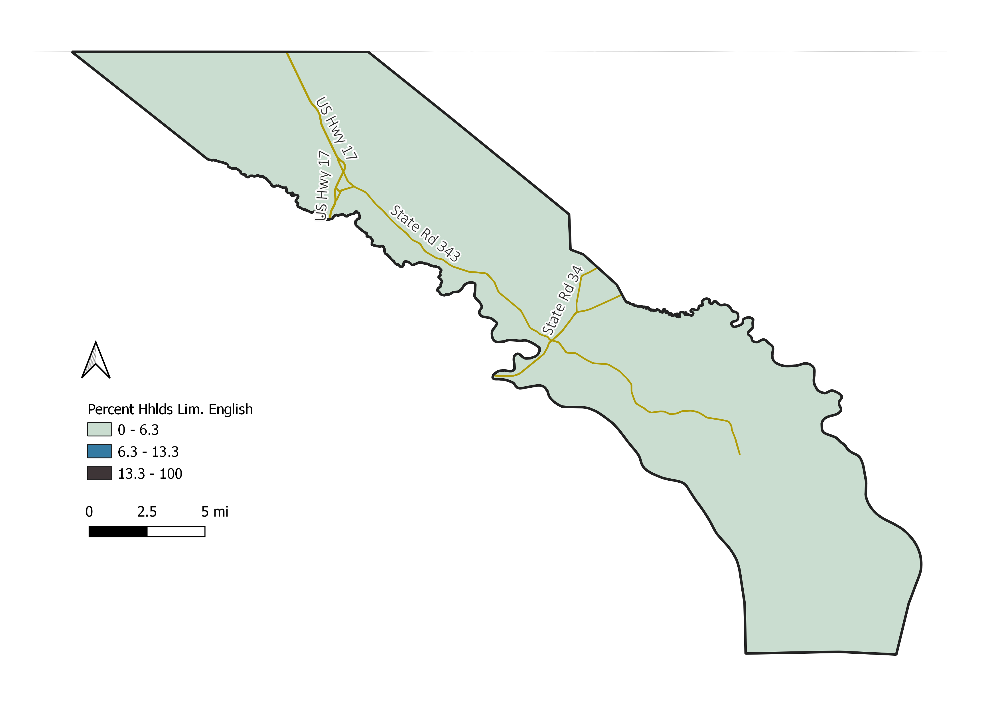 US Hwy 17
US Hwy 17
State Rd 343
State Rd 34
Percent Hhlds Lim. English
0 - 6.3
6.3 - 13.3
13.3 - 100
0 2.5 5 mi